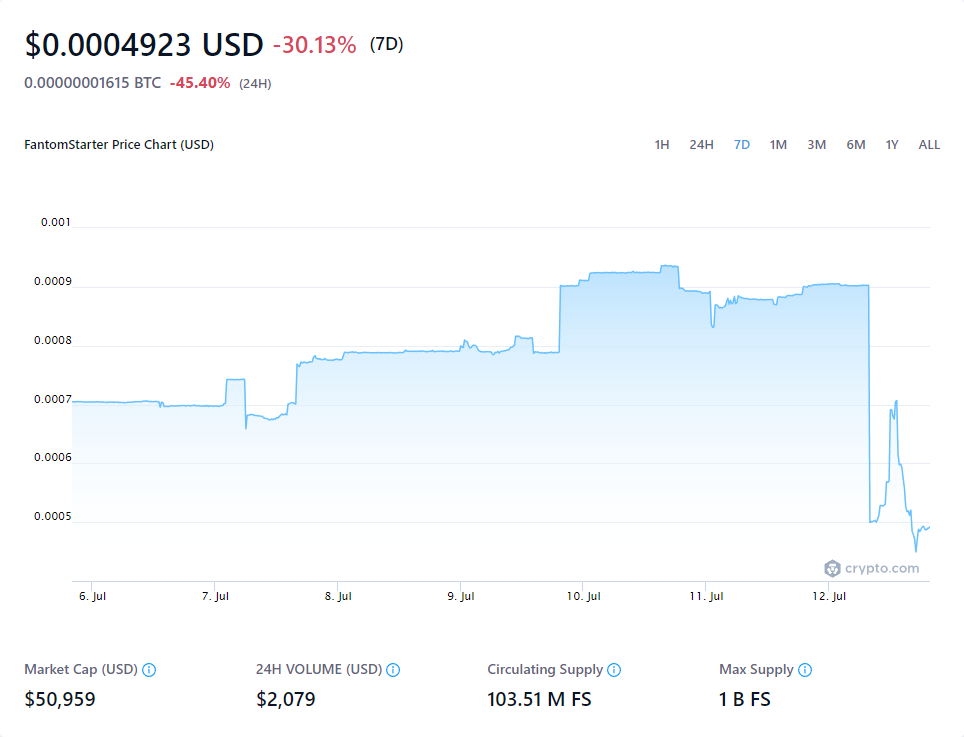 $0.0004923 USD -30.13% (7D)
0.00000001615 BTC -45.40% (24H)
FantomStarter Price Chart (USD) 1H 24H 7D 1M 3M 6M 1Y ALL
0.001
0.0009
0.0008
0.0007
0.0006
0.0005
crypto.com
6. Jul 7. Jul 8. Jul 9. Jul 10. Jul 11. Jul 12. Jul
Market Cap (USD) 24H VOLUME (USD) Circulating Supply Max Supply
$50,959 $2,079 103.51 M FS 1 B FS